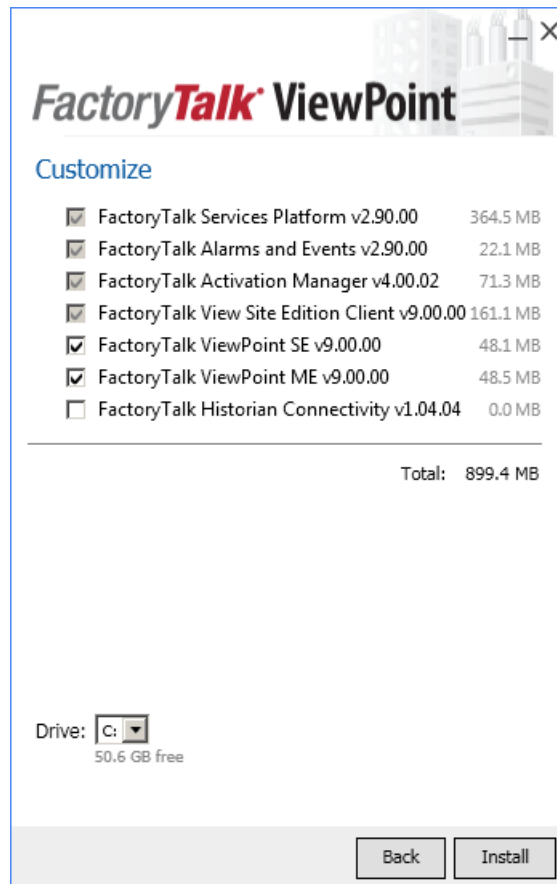 FactoryTalk ViewPoint
Customize
FactoryTalk Services Platform v2.90.00 364.5 MB
FactoryTalk Alarms and Events v2.90.00 22.1 MB
FactoryTalk Activation Manager v4.00.02 71.3 MB
FactoryTalk View Site Edition Client v9.00.00 161.1 MB
FactoryTalk ViewPoint SE v9.00.00 48.1 MB
FactoryTalk ViewPoint ME v9.00.00 48.5 MB
FactoryTalk Historian Connectivity v1.04.04 0.0 MB
Total: 899.4 MB
Drive: C:
50.6 GB free
Back Install